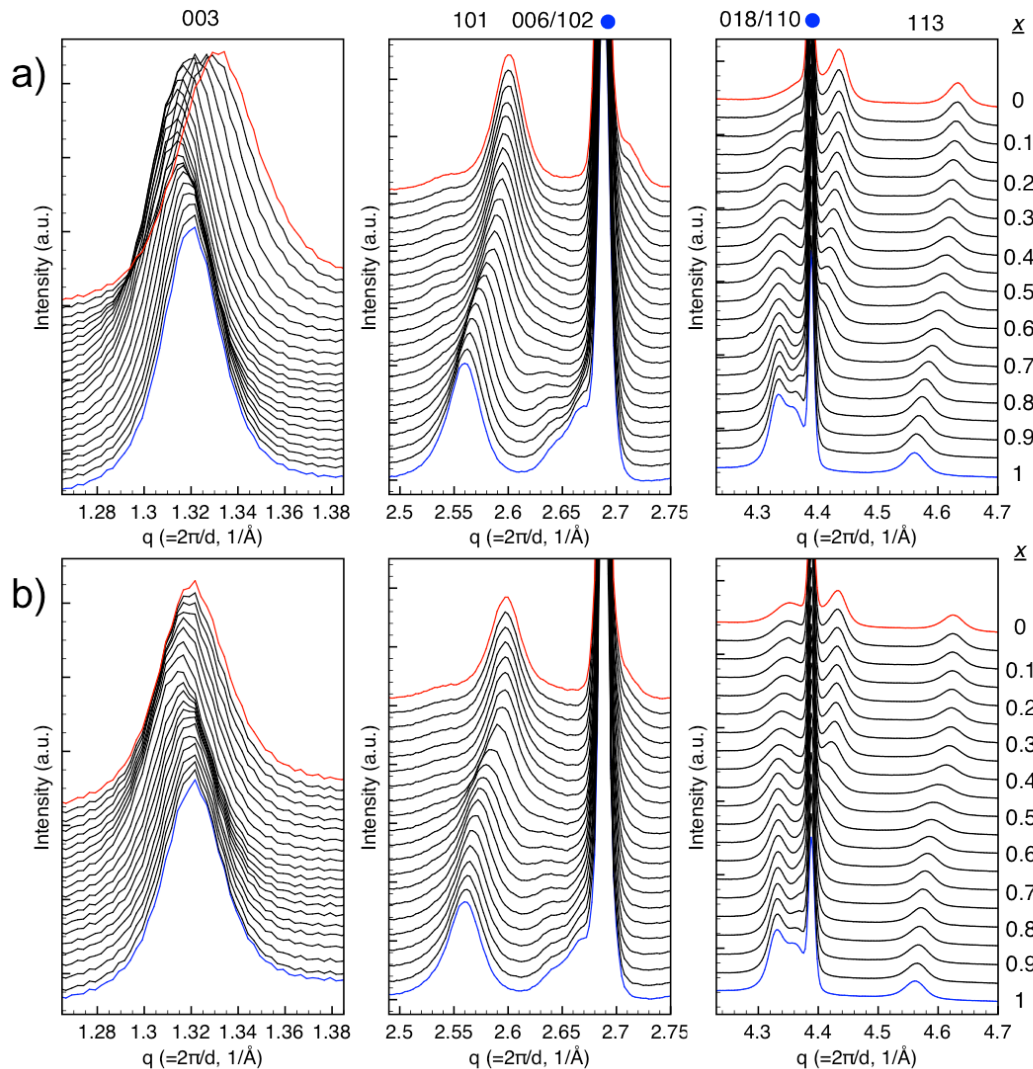 003 101 006/102 018/110 113 x
a)
Intensity (a.u.) Intensity (a.u.) Intensity (a.u.)
0
0.1
0.2
0.3
0.4
0.5
0.6
0.7
0.8
0.9
1
1.28 1.3 1.32 1.34 1.36 1.38 2.5 2.55 2.6 2.65 2.7 2.75 4.3 4.4 4.5 4.6 4.7
q (=2π/d, 1/Å) q (=2π/d, 1/Å) q (=2π/d, 1/Å)
x
b)
Intensity (a.u.) Intensity (a.u.) Intensity (a.u.)
0
0.1
0.2
0.3
0.4
0.5
0.6
0.7
0.8
0.9
1
1.28 1.3 1.32 1.34 1.36 1.38 2.5 2.55 2.6 2.65 2.7 2.75 4.3 4.4 4.5 4.6 4.7
q (=2π/d, 1/Å) q (=2π/d, 1/Å) q (=2π/d, 1/Å)